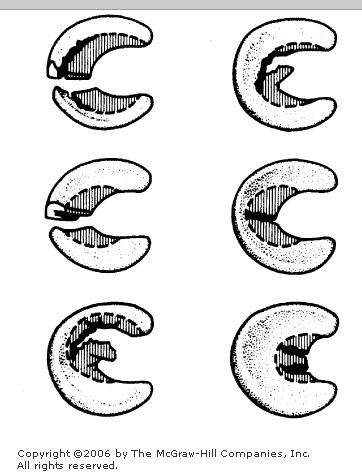 Copyright ©2006 by The McGraw-Hill Companies, Inc.
All rights reserved.